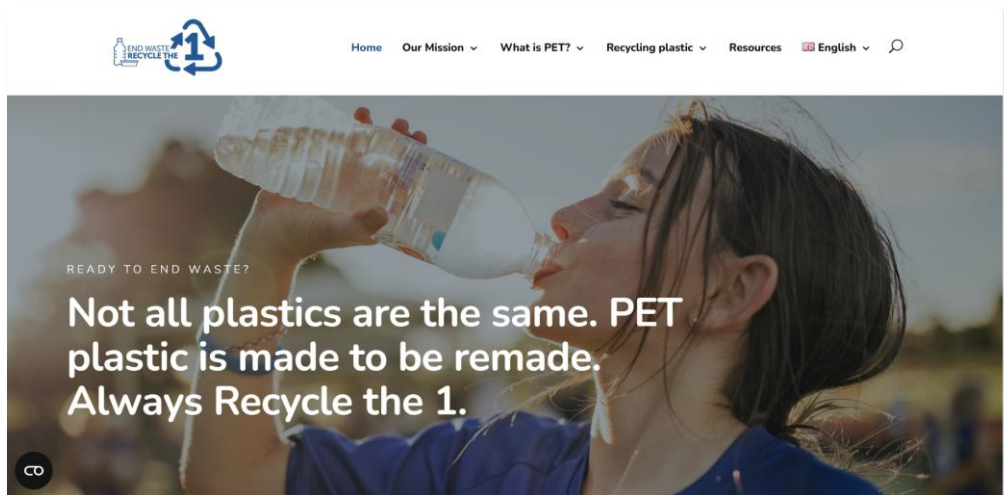 END WASTE
RECYCLE THE
1
Home
Our Mission
What is PET?
Recycling plastic
Resources
English
READY TO END WASTE?
Not all plastics are the same. PET
plastic is made to be remade.
Always Recycle the 1.